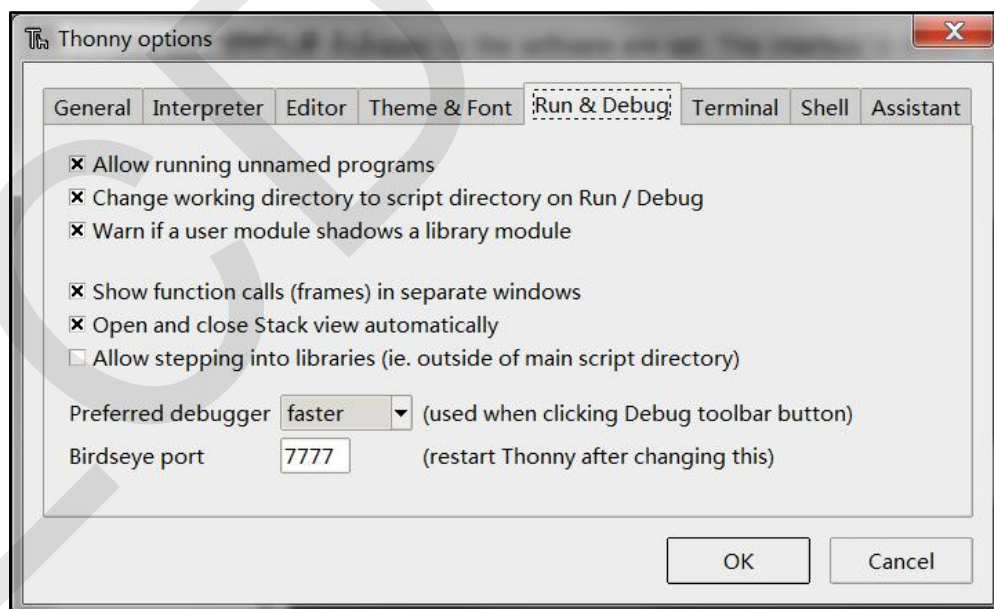 Thonny options
General Interpreter Editor Theme & Font Run & Debug Terminal Shell Assistant
Allow running unnamed programs
Change working directory to script directory on Run / Debug
Warn if a user module shadows a library module
Show function calls (frames) in separate windows
Open and close Stack view automatically
Allow stepping into libraries (ie. outside of main script directory)
Preferred debugger faster (used when clicking Debug toolbar button)
Birdseye port 7777 (restart Thonny after changing this)
OK Cancel